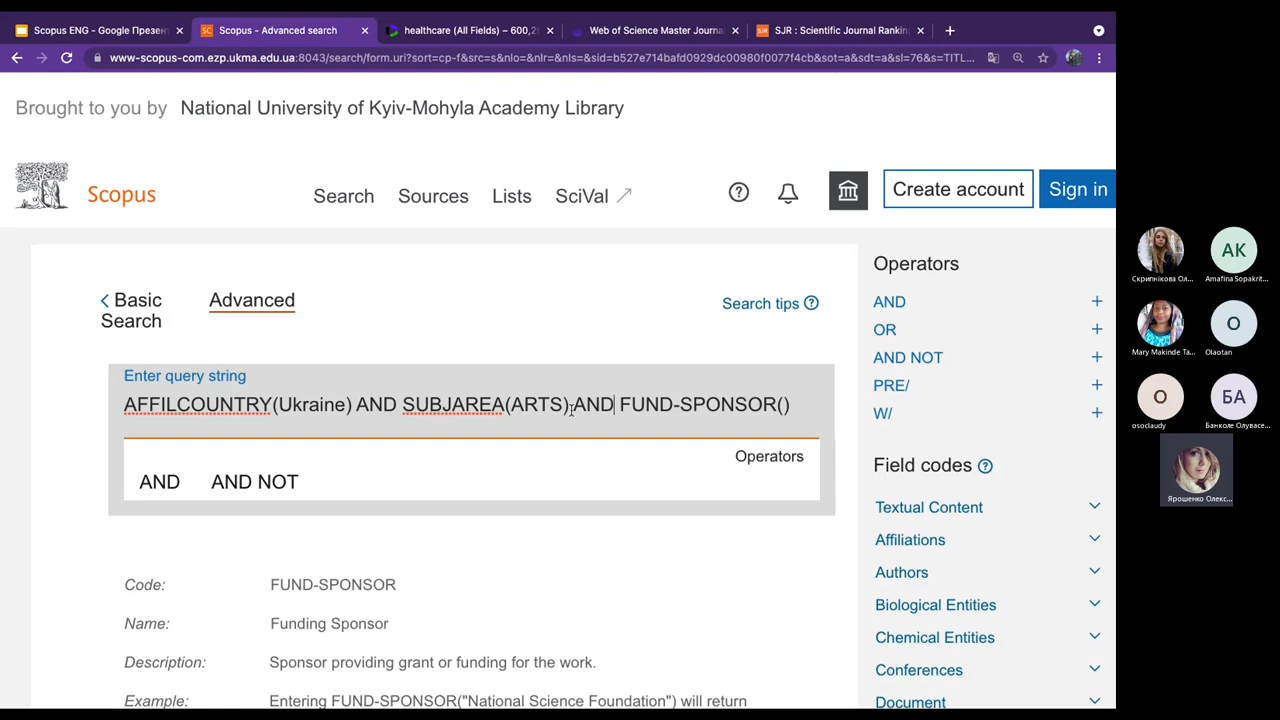 Scopus ENG - Google Презен
Scopus - Advanced search
healthcare (All Fields) – 600,2
Web of Science Master Journa
SJR : Scientific Journal Rankin
www-scopus-com.ezp.ukma.edu.ua:8043/search/form.uri?sort=cp-f&src=s&nlo=&nlr=&nls=&sid=b527e714bafd0929dc00980f0077f4cb&sot=a&sdt=a&sl=76&s=TITL...
Brought to you by National University of Kyiv-Mohyla Academy Library
Scopus
Search Sources Lists SciVal
Create account
Sign in
Basic Search
Advanced
Search tips
Enter query string
AFFILCOUNTRY(Ukraine) AND SUBJAREA(ARTS) AND FUND-SPONSOR()
Operators
AND AND NOT
Code: FUND-SPONSOR
Name: Funding Sponsor
Description: Sponsor providing grant or funding for the work.
Example: Entering FUND-SPONSOR("National Science Foundation") will return
Operators
AND +
OR +
AND NOT +
PRE/ +
W/ +
Field codes
Textual Content
Affiliations
Authors
Biological Entities
Chemical Entities
Conferences
Document
Скрипнікова Ол...
AK
Amafina Sopakrit...
Mary Makinde Ta...
O
Olaotan
O
osoclaudy
БА
Банколе Олувасе...
Ярошенко Олекс...